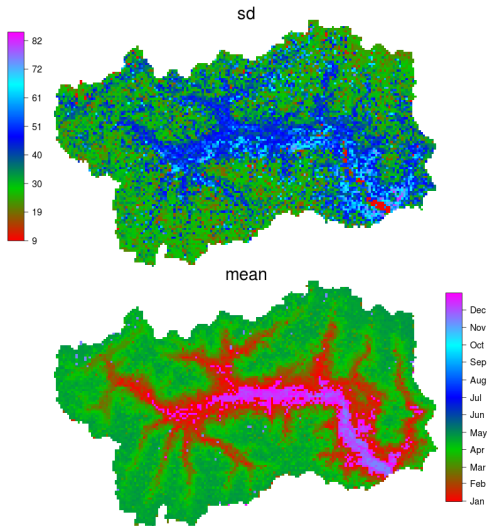 sd
82
72
61
51
40
30
19
9
mean
Dec
Nov
Oct
Sep
Aug
Jul
Jun
May
Apr
Mar
Feb
Jan